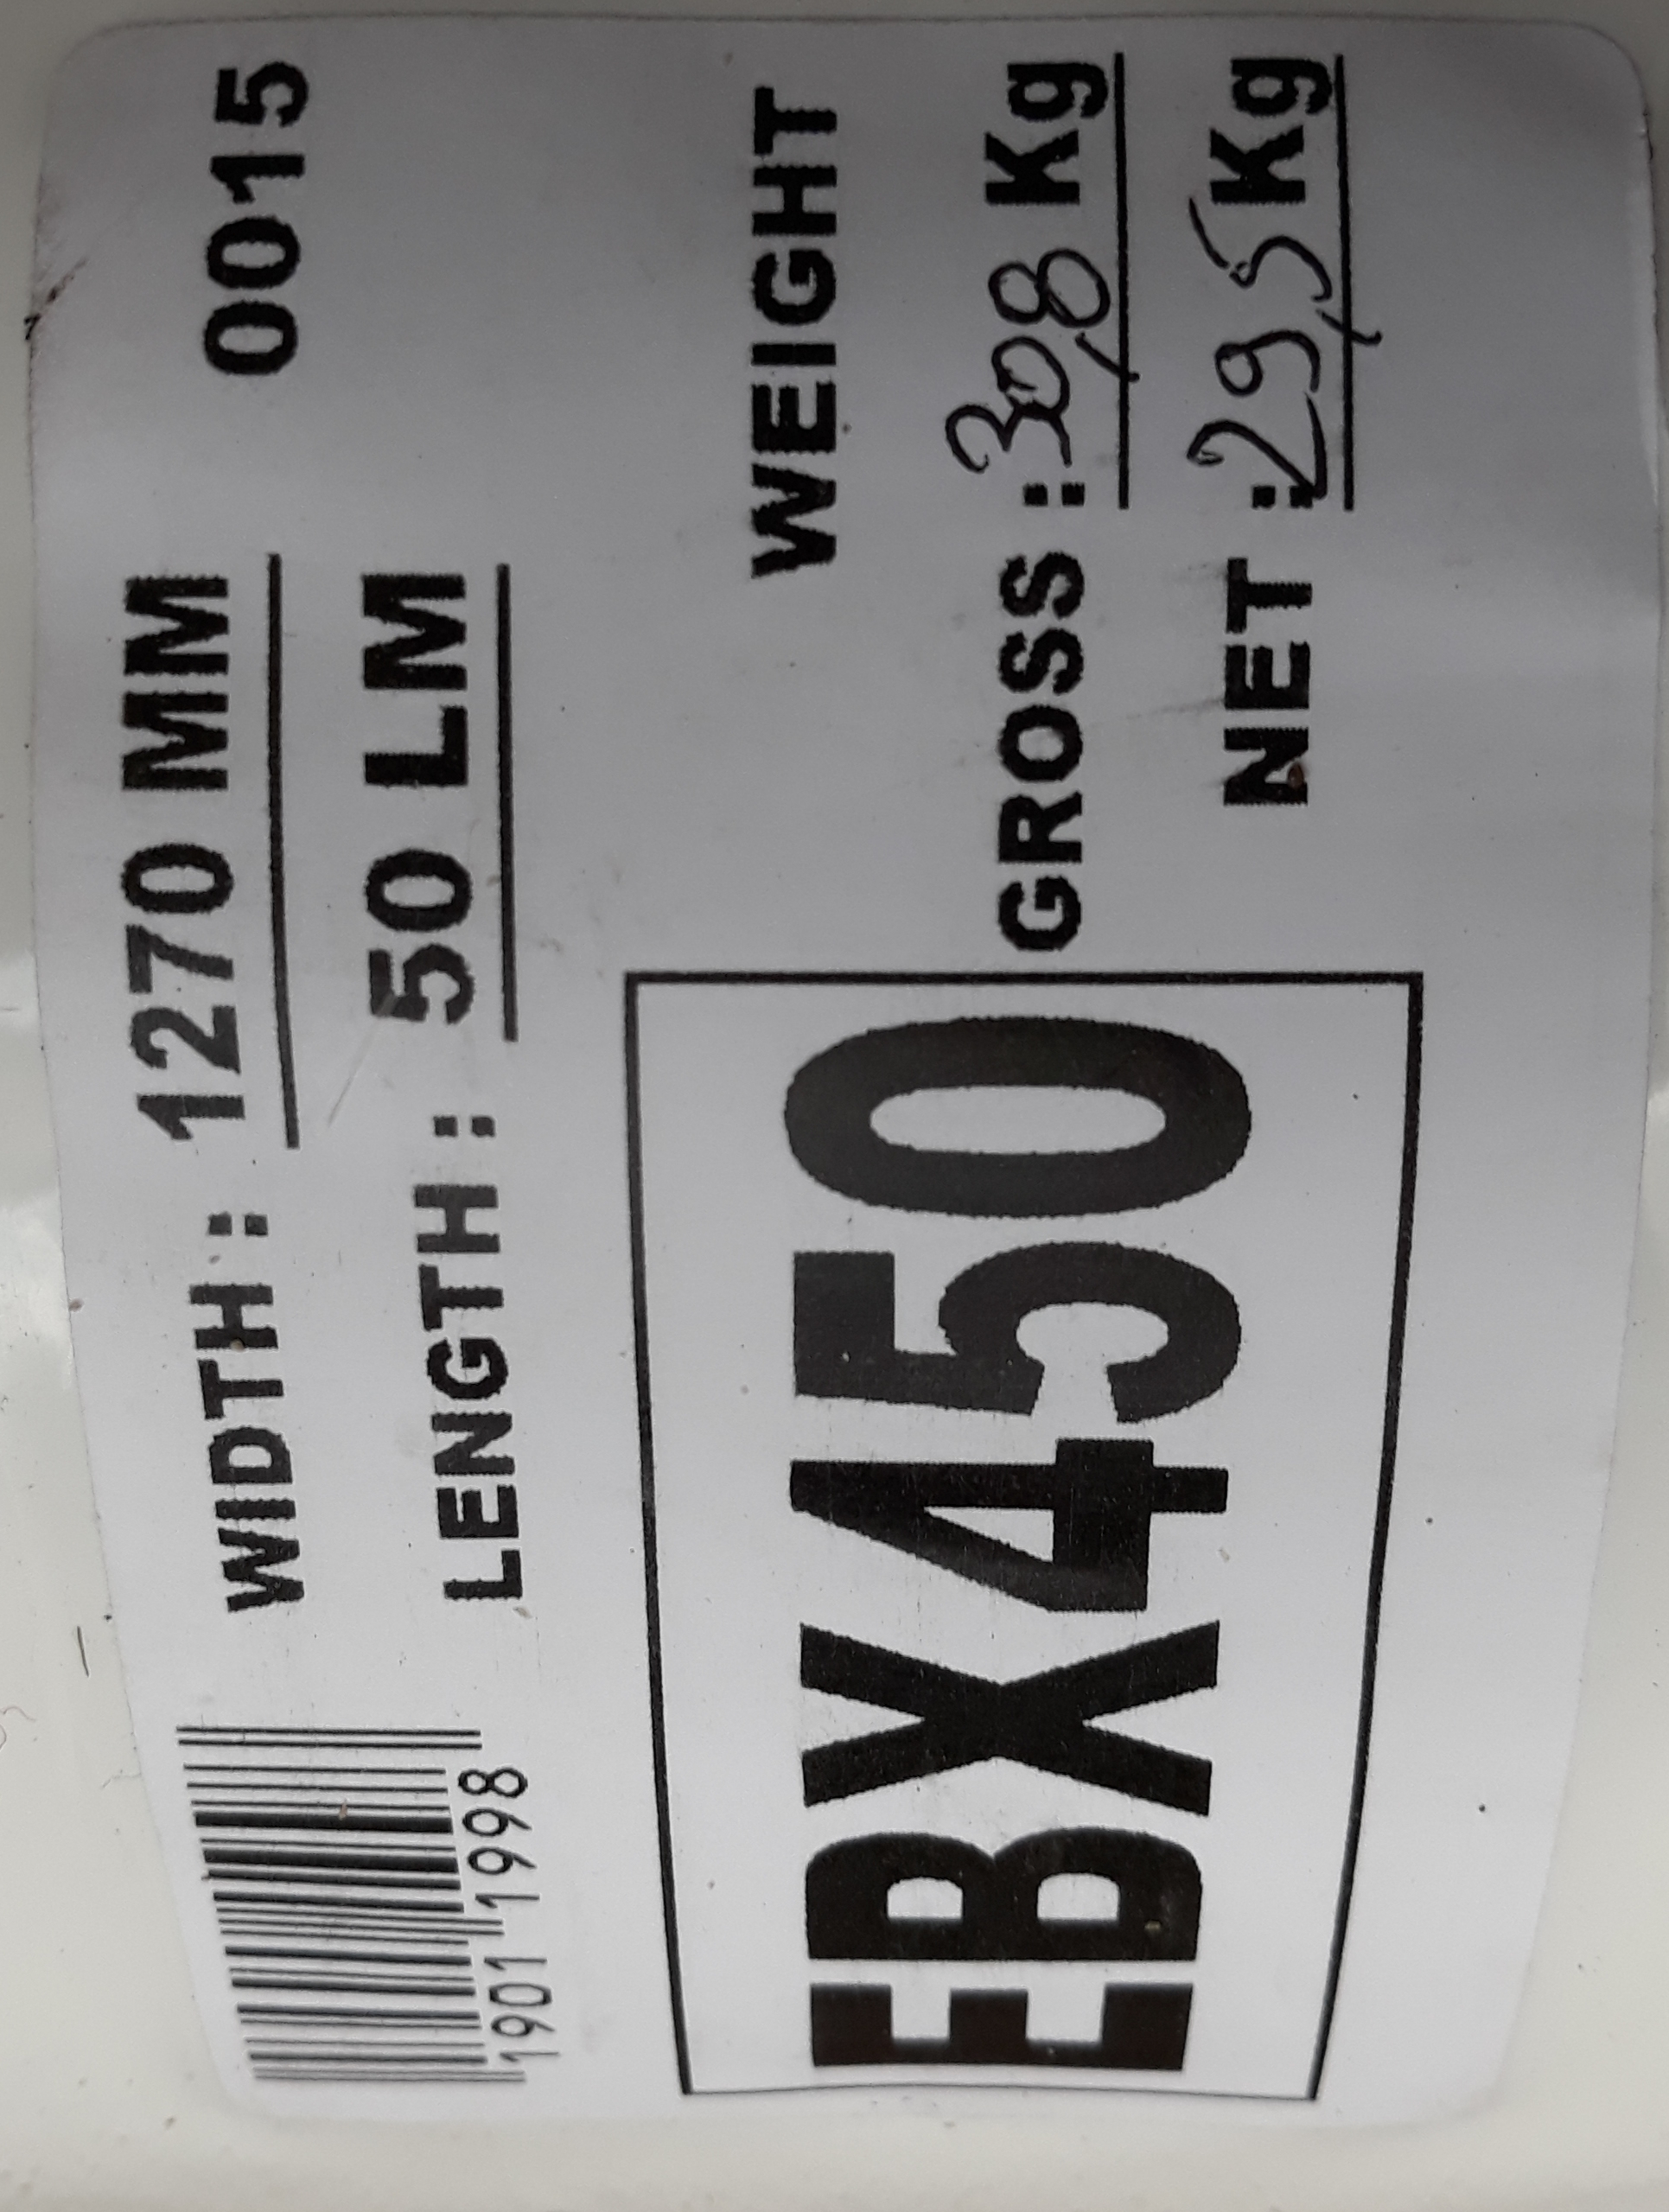 WIDTH : 1270 MM 0015
LENGTH : 50 LM
1901 1998
WEIGHT
EBX450
GROSS : 30,8 Kg
NET : 29,5 Kg